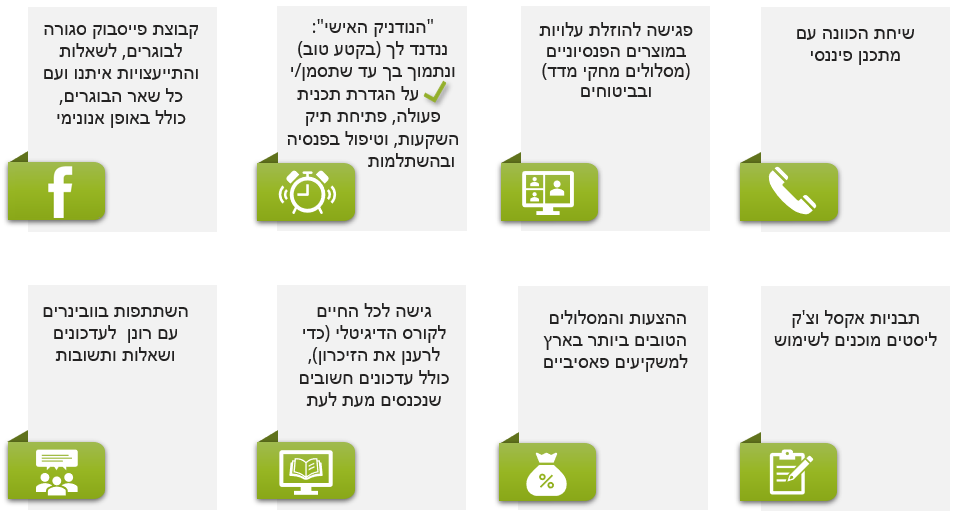 שיחת הכוונה עם
מתכנן פיננסי
פגישה להוזלת עלויות
במוצרים הפנסיוניים
(מסלולים מחקי מדד)
ובביטוחים
"הנודניק האישי":
ננדנד לך (בקטע טוב)
ונתמוך בך עד שתסמן/י
על הגדרת תכנית
פעולה, פתיחת תיק
השקעות, וטיפול בפנסיה
ובהשתלמות
קבוצת פייסבוק סגורה
לבוגרים, לשאלות
והתייעצויות איתנו ועם
כל שאר הבוגרים,
כולל באופן אנונימי
תבניות אקסל וצ'ק
ליסטים מוכנים לשימוש
ההצעות והמסלולים
הטובים ביותר בארץ
למשקיעים פאסיביים
גישה לכל החיים
לקורס הדיגיטלי (כדי
לרענן את הזיכרון),
כולל עדכונים חשובים
שנכנסים מעת לעת
השתתפות בוובינרים
עם רונן לעדכונים
ושאלות ותשובות